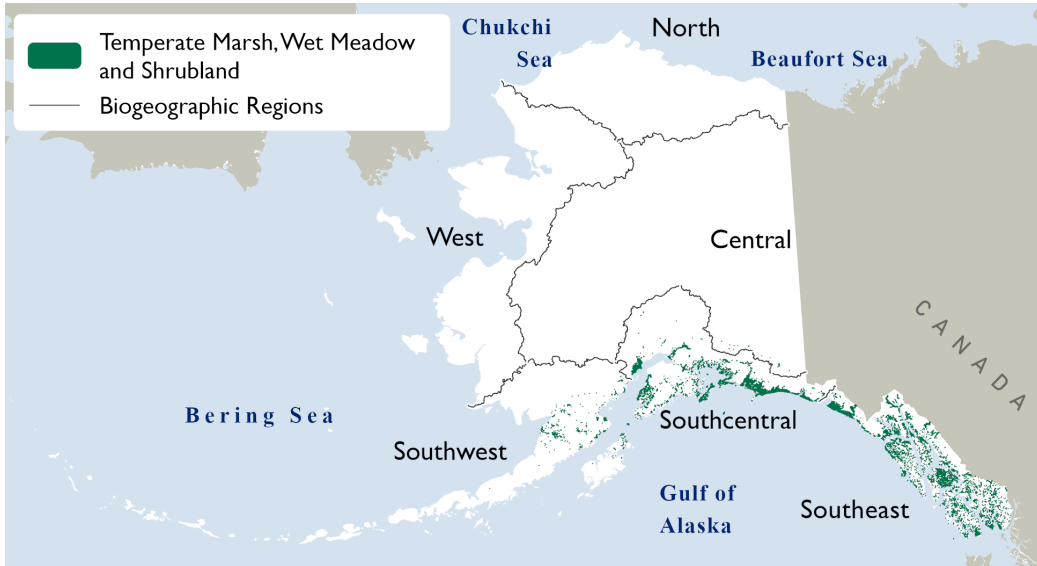 Temperate Marsh, Wet Meadow
and Shrubland
Biogeographic Regions
Chukchi
Sea
North
Beaufort Sea
West
Central
CANADA
Bering Sea
Southwest
Southcentral
Gulf of
Alaska
Southeast